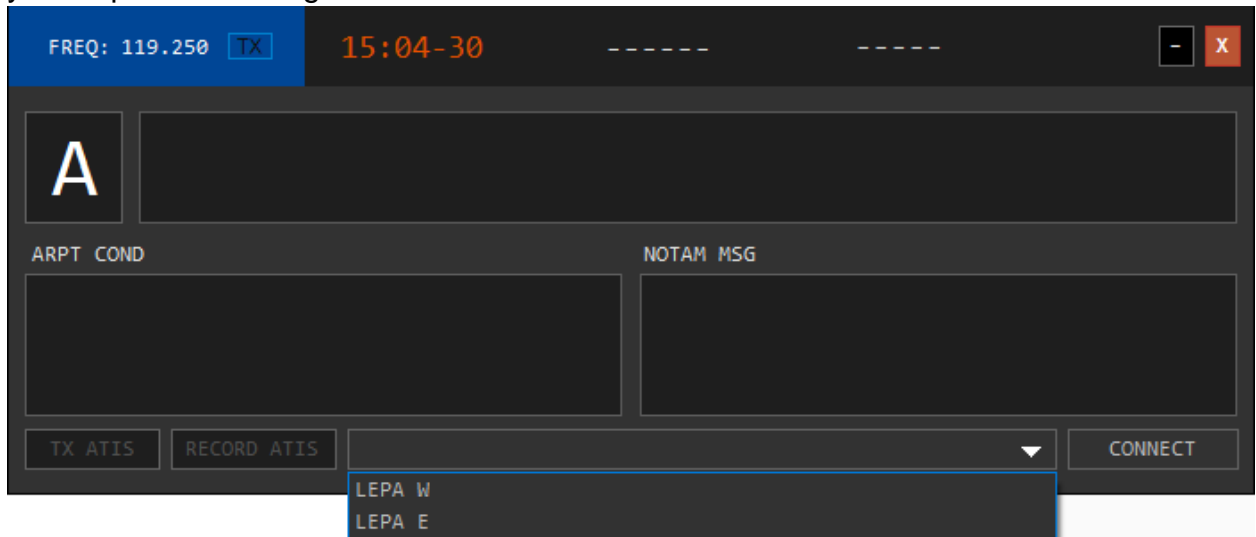 FREQ: 119.250 TX 15:04-30 ------ ----- - X
A
ARPT COND NOTAM MSG
TX ATIS RECORD ATIS CONNECT
LEPA W
LEPA E